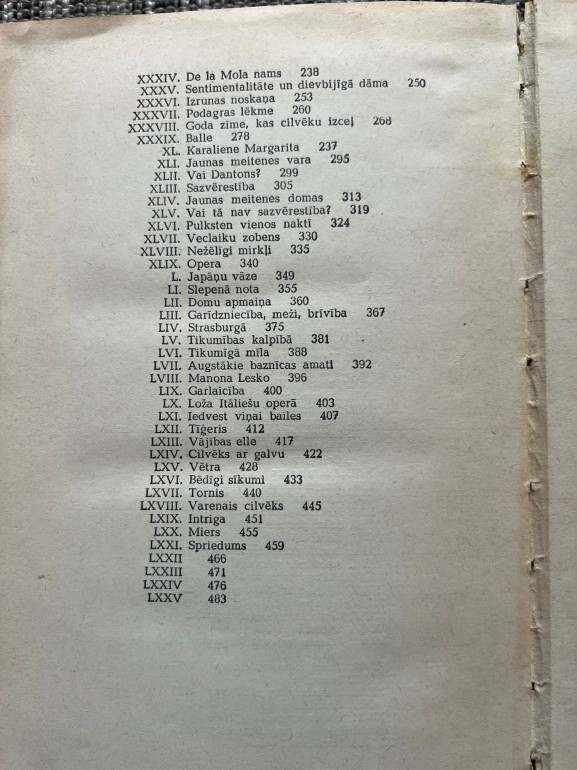 XXXIV. De la Mola nams 238
XXXV. Sentimentalitāte un dievbijīgā dāma 250
XXXVI. Izrunas noskaņa 253
XXXVII. Podagras lēkme 260
XXXVIII. Goda zīme, kas cilvēku izceļ 268
XXXIX. Balle 278
XL. Karaliene Margarita 237
XLI. Jaunas meitenes vara 295
XLII. Vai Dantons? 299
XLIII. Sazvērestība 305
XLIV. Jaunas meitenes domas 313
XLV. Vai tā nav sazvērestība? 319
XLVI. Pulksten vienos naktī 324
XLVII. Veclaiku zobens 330
XLVIII. Nežēlīgi mirkļi 335
XLIX. Opera 340
L. Japāņu vāze 349
LI. Slepenā nota 355
LII. Domu apmaiņa 360
LIII. Garīdzniecība, meži, brīvība 367
LIV. Strasburgā 375
LV. Tikumības kalpībā 381
LVI. Tikumīgā mīla 388
LVII. Augstākie baznīcas amati 392
LVIII. Manona Lesko 396
LIX. Garlaicība 400
LX. Loža Itāliešu operā 403
LXI. Iedvest viņai bailes 407
LXII. Tīģeris 412
LXIII. Vājības elle 417
LXIV. Cilvēks ar galvu 422
LXV. Vētra 428
LXVI. Bēdīgi sīkumi 433
LXVII. Tornis 440
LXVIII. Varenais cilvēks 445
LXIX. Intriga 451
LXX. Miers 455
LXXI. Spriedums 459
LXXII 466
LXXIII 471
LXXIV 476
LXXV 483